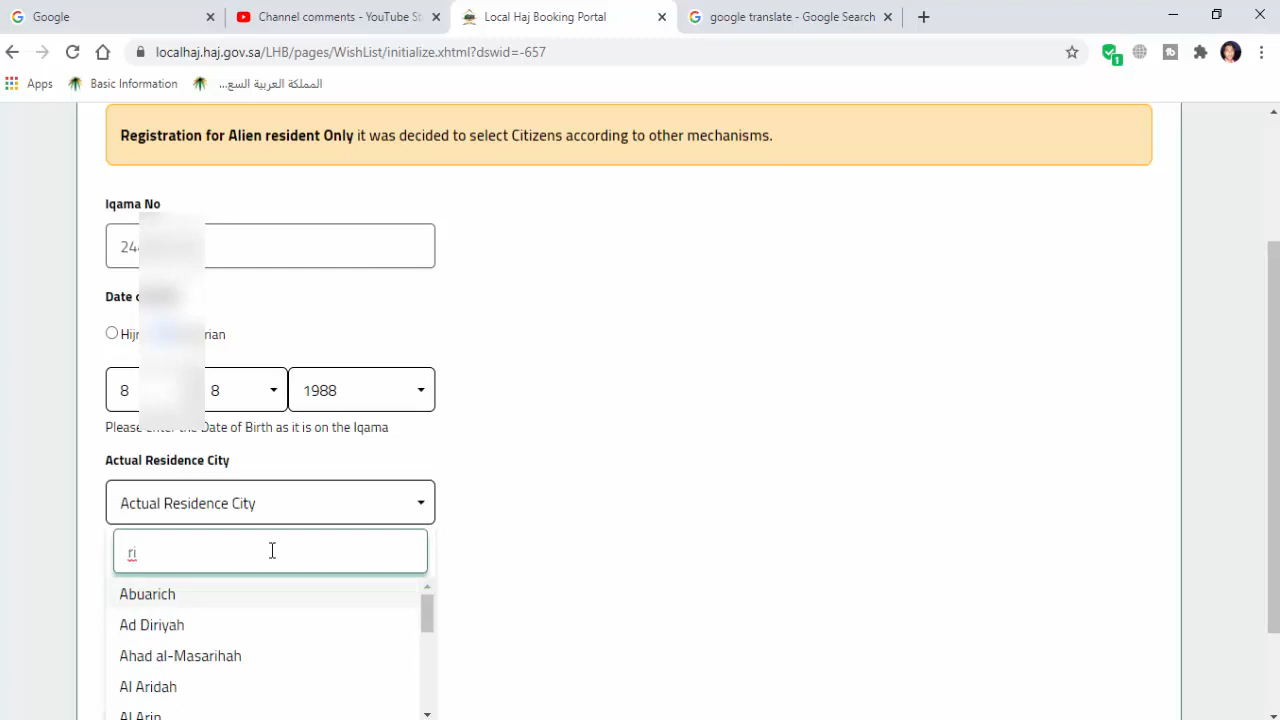 Google
Channel comments - YouTube St
Local Haj Booking Portal
google translate - Google Search
localhaj.haj.gov.sa/LHB/pages/WishList/initialize.xhtml?dswid=-657
1
Apps
Basic Information
المملكة العربية السع...
Registration for Alien resident Only it was decided to select Citizens according to other mechanisms.
Iqama No
Date
8 8 1988
Please Enter the Date of Birth as it is on the Iqama
Actual Residence City
Actual Residence City
ri
Abuarich
Ad Diriyah
Ahad al-Masarihah
Al Aridah
Al Arin